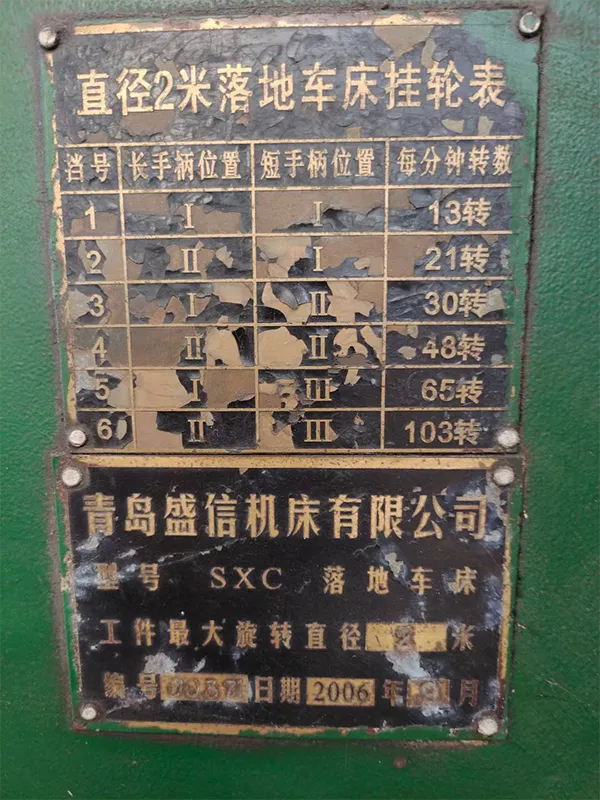 直径2米落地车床挂轮表
挡号 长手柄位置 短手柄位置 每分钟转数
1 Ⅰ Ⅰ 13转
2 Ⅱ Ⅰ 21转
3 Ⅰ Ⅱ 30转
4 Ⅱ Ⅱ 48转
5 Ⅰ Ⅲ 65转
6 Ⅱ Ⅲ 103转
青岛盛信机床有限公司
型号 SXC 落地车床
工件最大旋转直径 2 米
编号 日期 2006 年 月